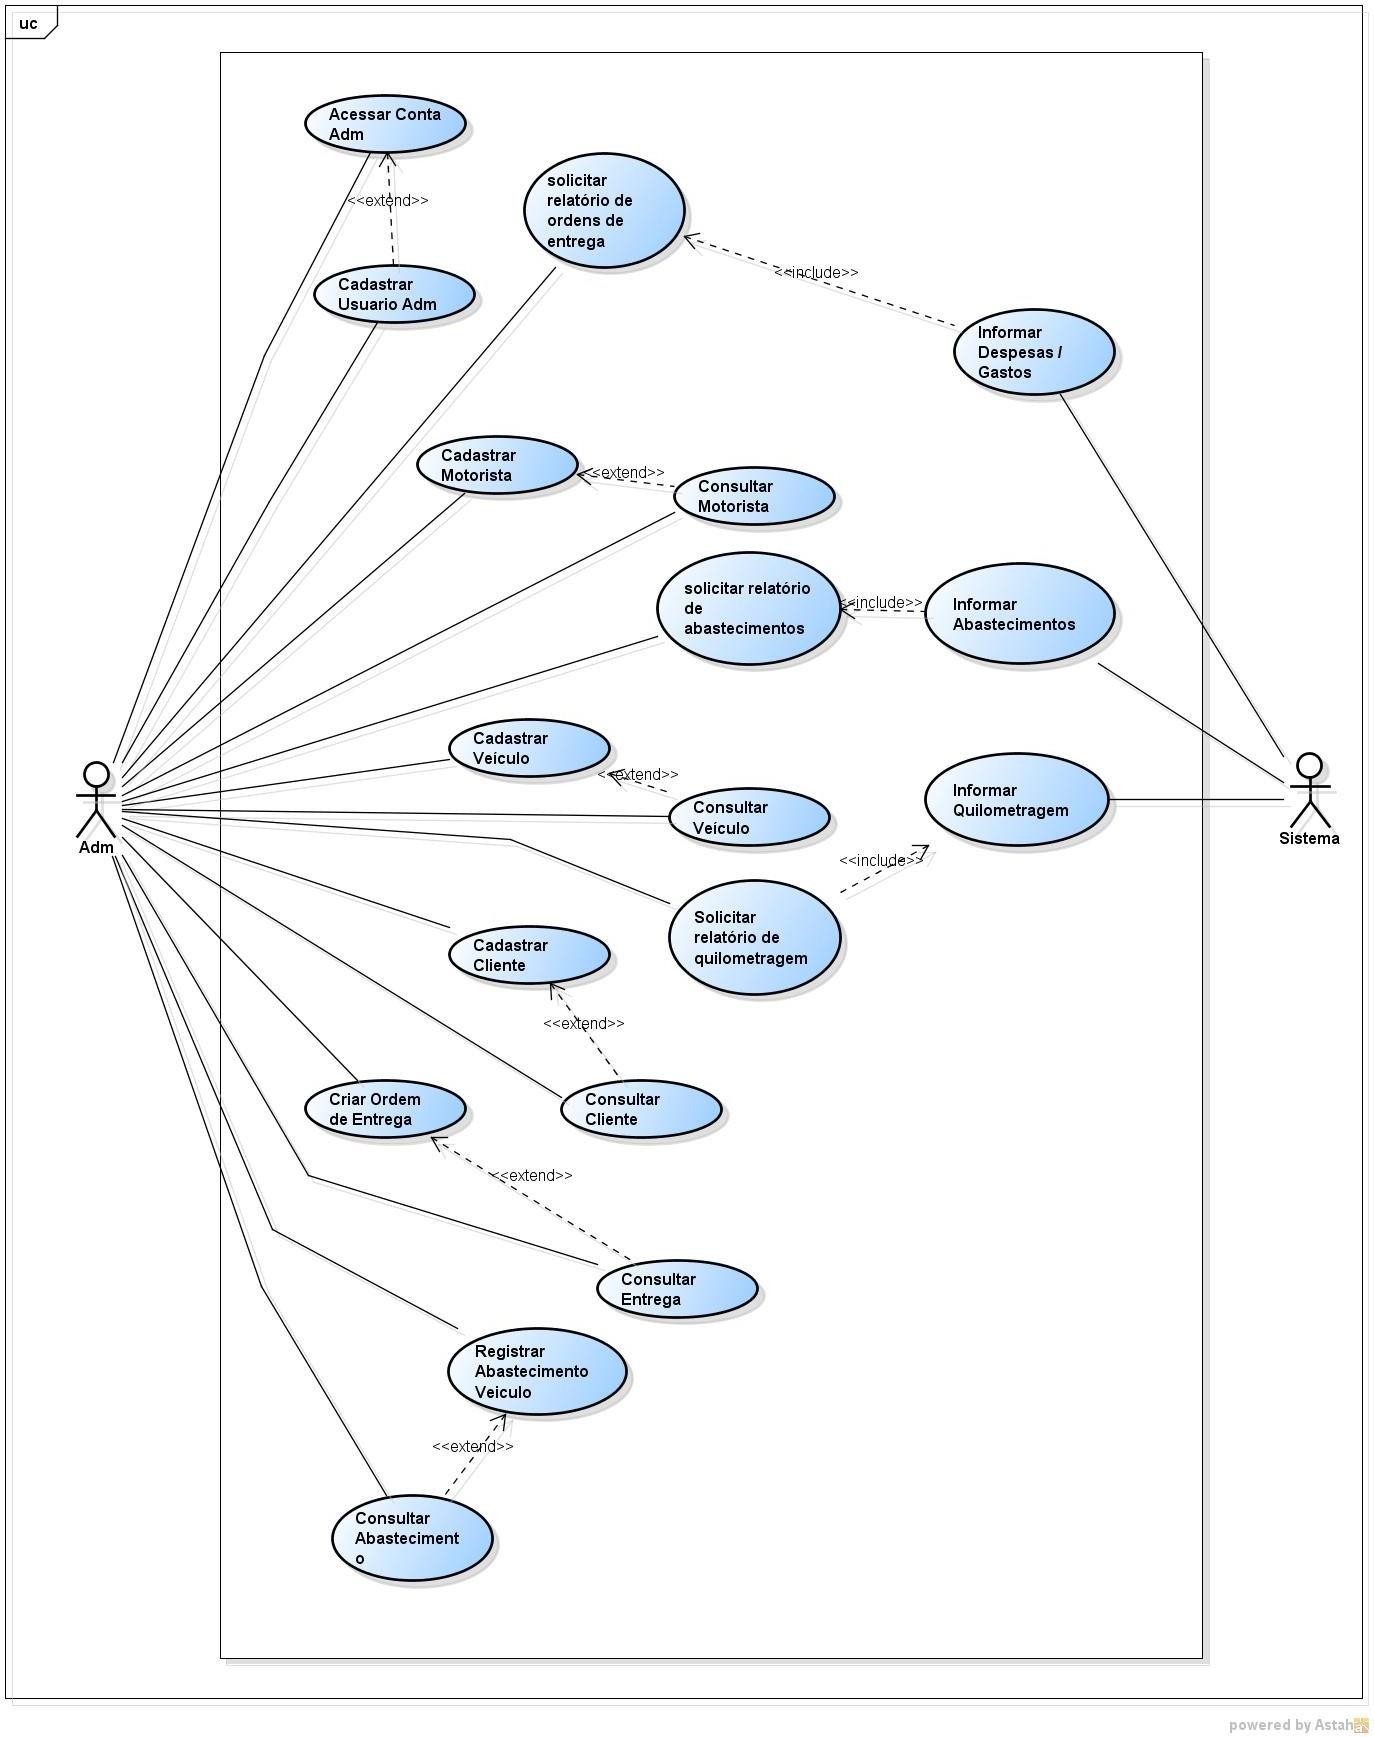 uc
Acessar Conta
Adm
<<extend>>
solicitar
relatório de
ordens de
entrega
<<include>>
Cadastrar
Usuario Adm
Informar
Despesas /
Gastos
Cadastrar
Motorista
<<extend>>
Consultar
Motorista
solicitar relatório
de
abastecimentos
<<include>>
Informar
Abastecimentos
Cadastrar
Veículo
<<extend>>
Consultar
Veículo
Informar
Quilometragem
Adm
Sistema
<<include>>
Solicitar
relatório de
quilometragem
Cadastrar
Cliente
<<extend>>
Criar Ordem
de Entrega
Consultar
Cliente
<<extend>>
Consultar
Entrega
Registrar
Abastecimento
Veiculo
<<extend>>
Consultar
Abasteciment
o
powered by Astah